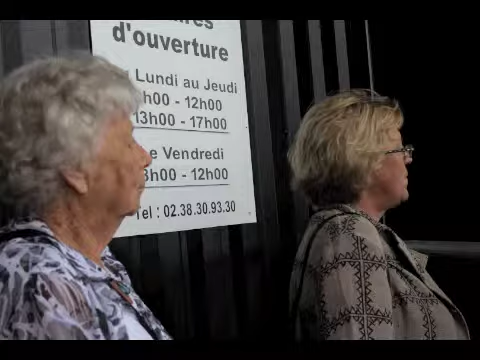 d'ouverture
Lundi au Jeudi
h00 - 12h00
13h00 - 17h00
e Vendredi
h00 - 12h00
Tel : 02.38.30.93.30